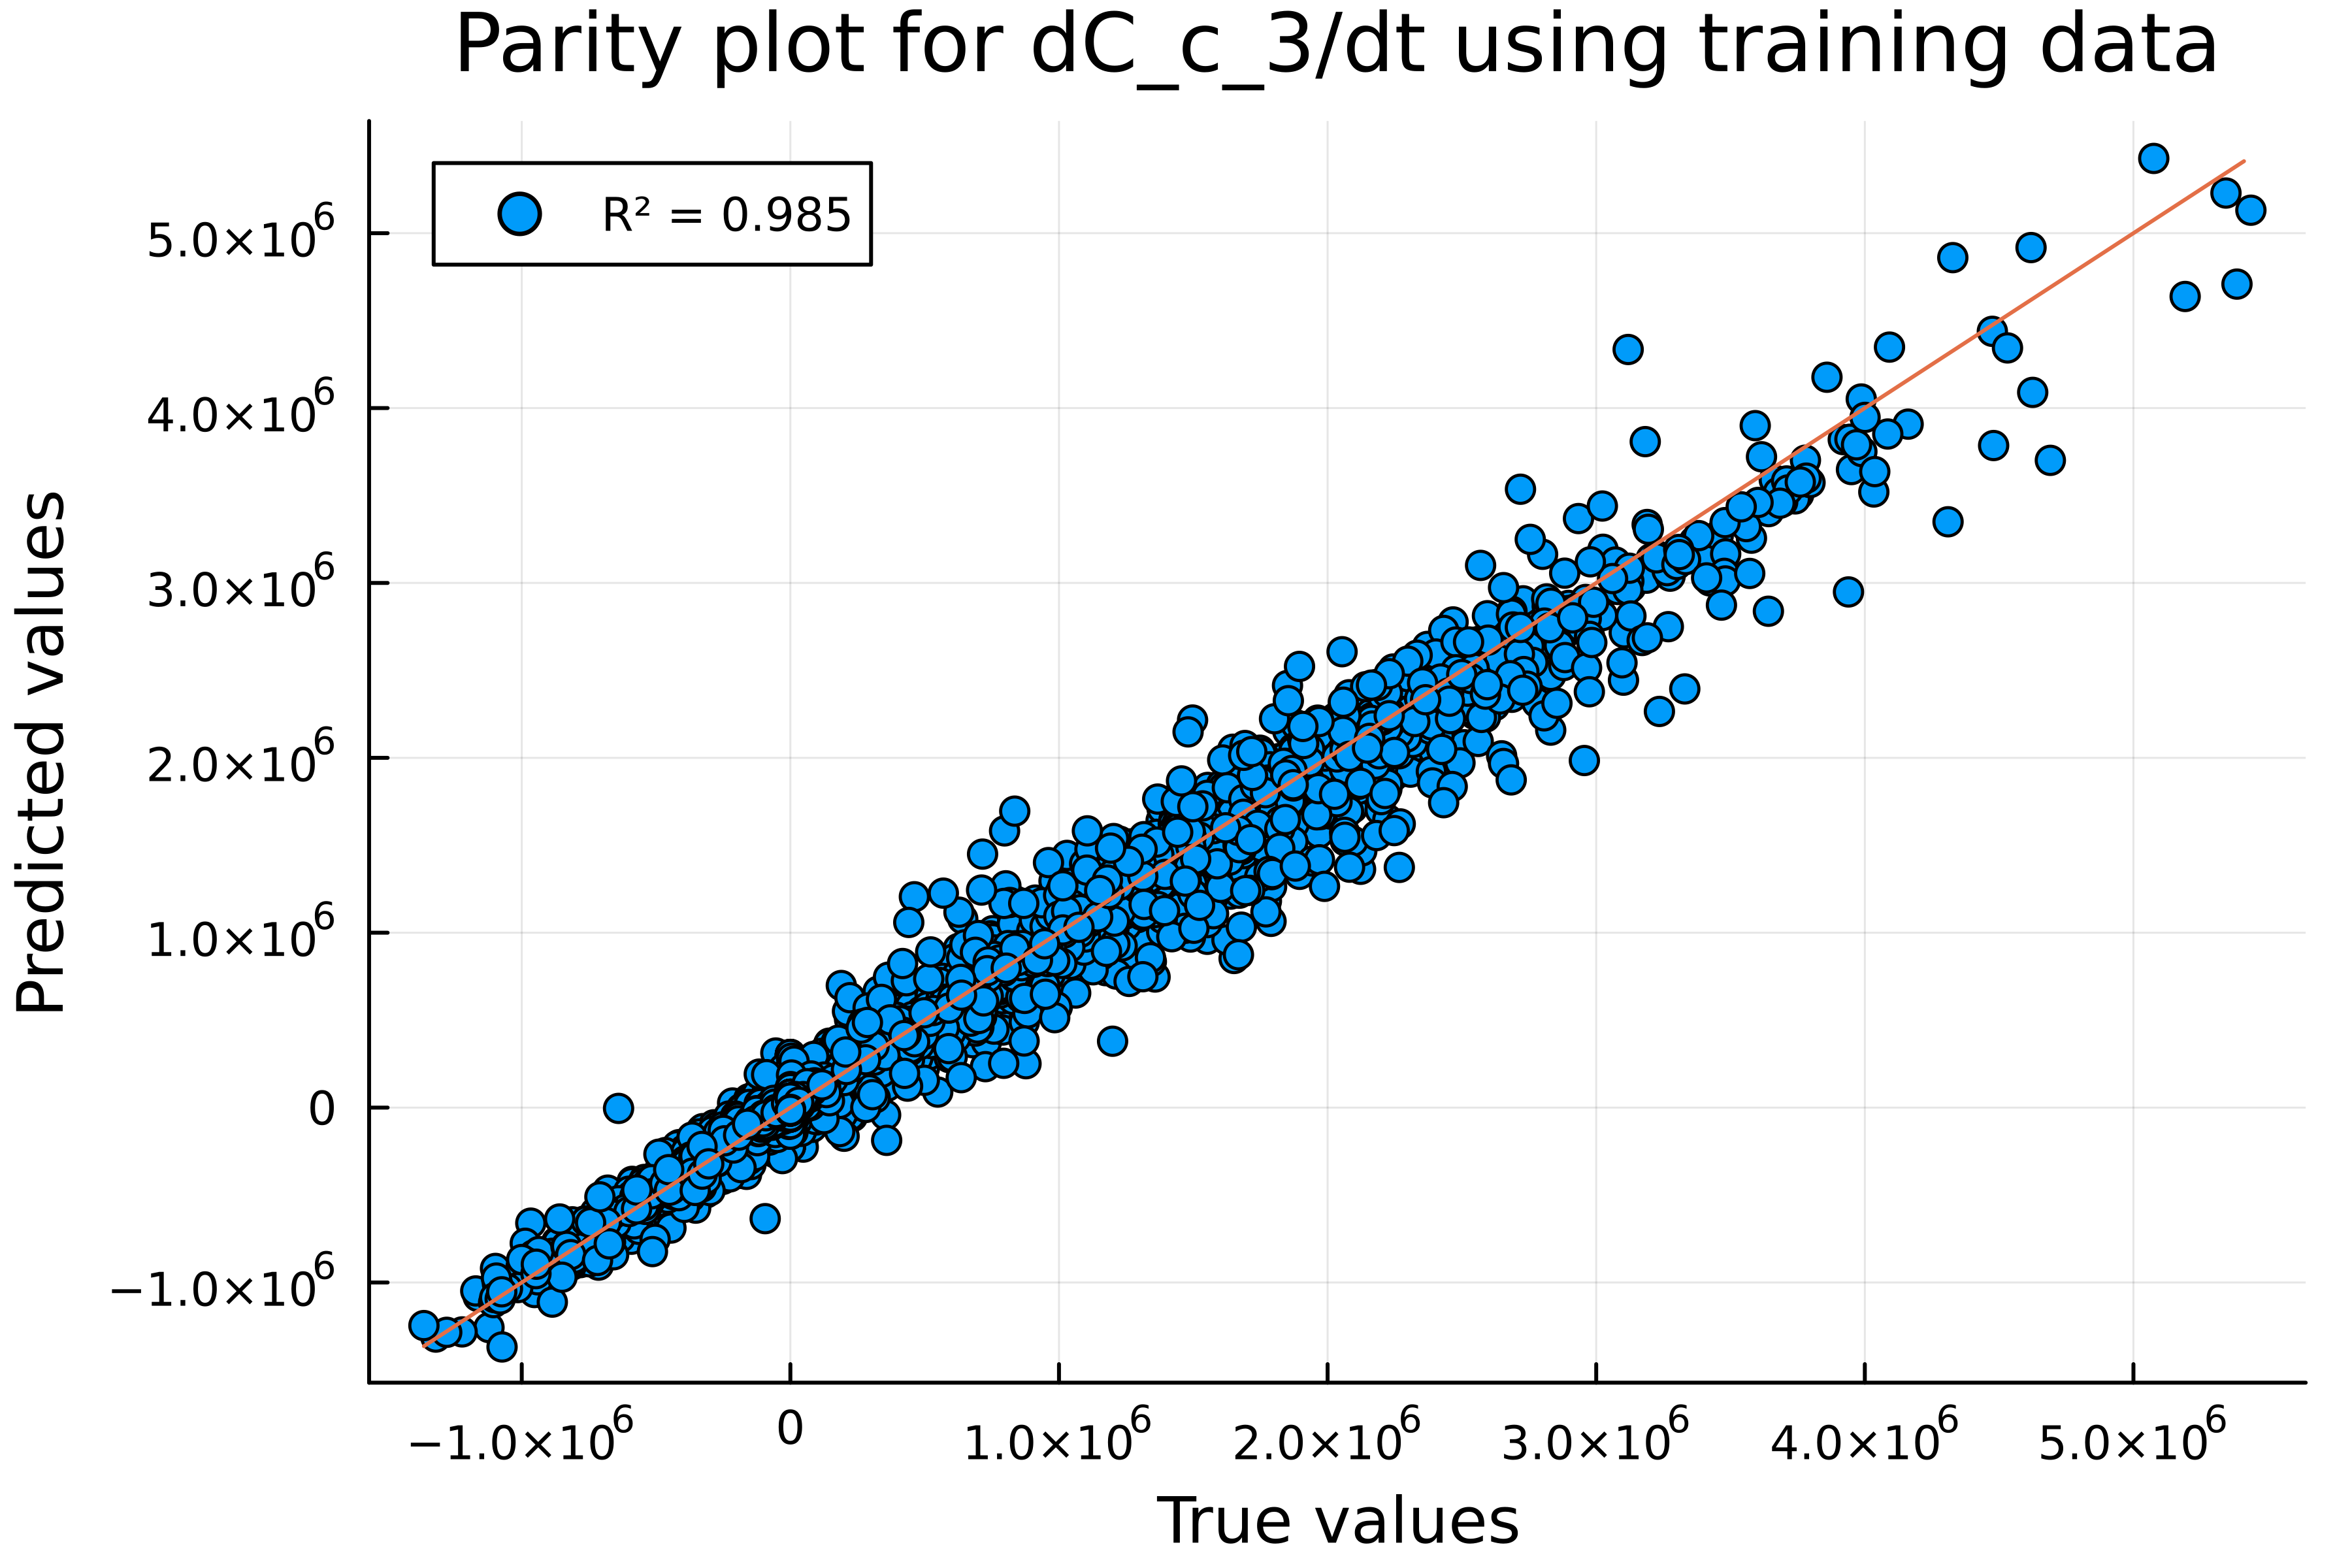 Parity plot for dC_c_3/dt using training data
R² = 0.985
Predicted values
5.0×10⁶
4.0×10⁶
3.0×10⁶
2.0×10⁶
1.0×10⁶
0
−1.0×10⁶
−1.0×10⁶ 0 1.0×10⁶ 2.0×10⁶ 3.0×10⁶ 4.0×10⁶ 5.0×10⁶
True values